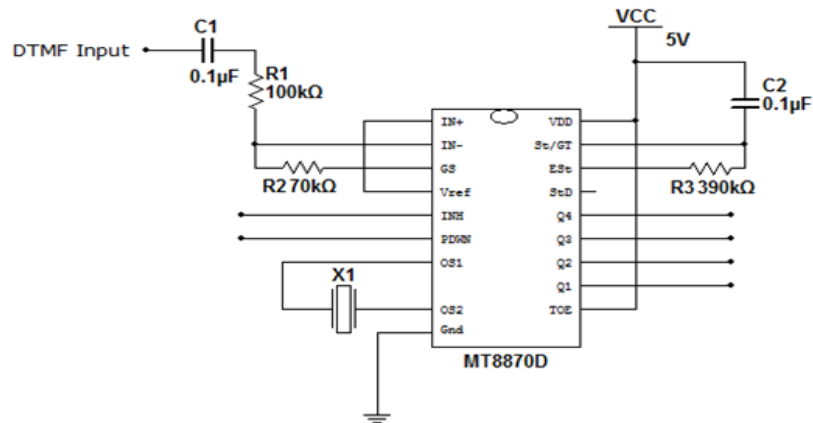 C1
DTMF Input
0.1µF
R1
100kΩ
VCC
5V
C2
0.1µF
IN+
VDD
IN-
St/GT
GS
ESt
R2 70kΩ
R3 390kΩ
Vref
StD
INH
Q4
PDWN
Q3
OS1
Q2
X1
Q1
OS2
TOE
Gnd
MT8870D